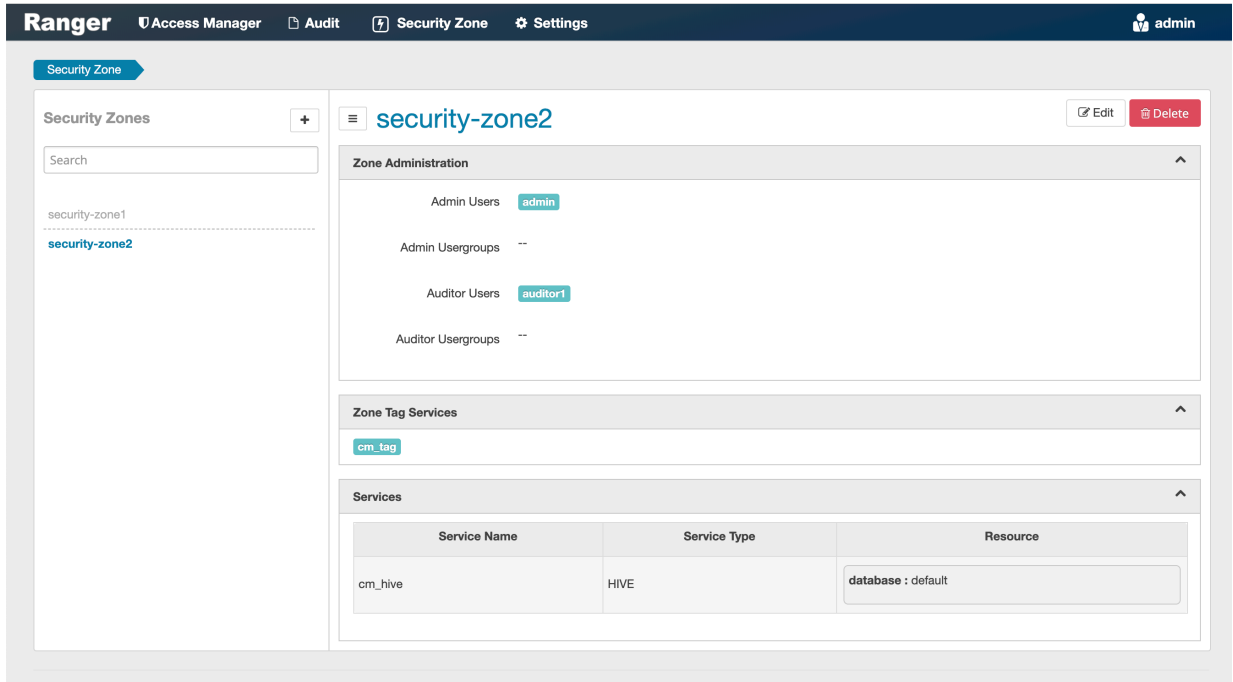 Ranger Access Manager Audit Security Zone Settings admin
Security Zone
Security Zones
+
Search
security-zone1
security-zone2
security-zone2
Edit Delete
Zone Administration
Admin Users admin
Admin Usergroups --
Auditor Users auditor1
Auditor Usergroups --
Zone Tag Services
cm_tag
Services
Service Name Service Type Resource
cm_hive HIVE database : default